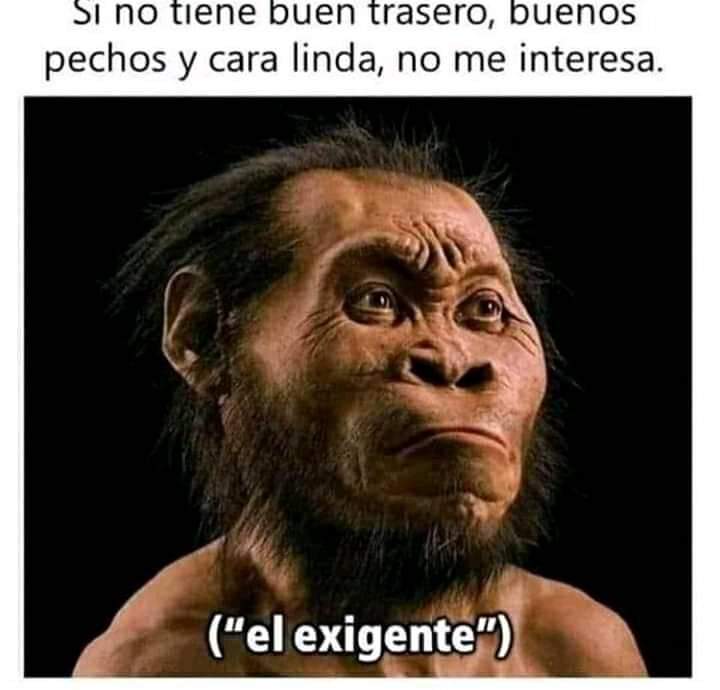 Si no tiene buen trasero, buenos
pechos y cara linda, no me interesa.
("el exigente")